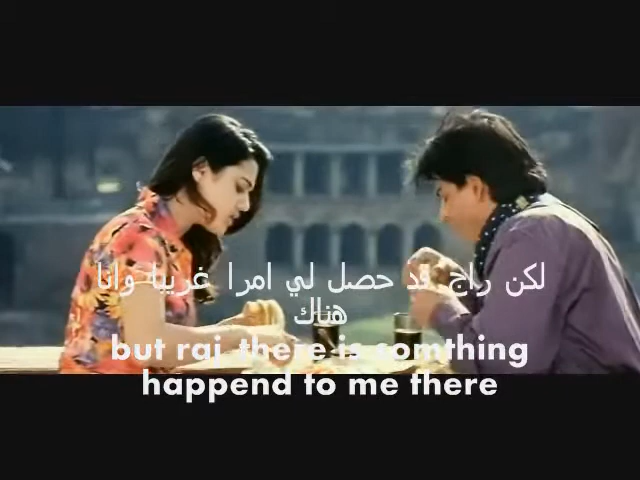 لكن راج قد حصل لي امرا غريبا وانا
هناك
but raj there is somthing
happend to me there